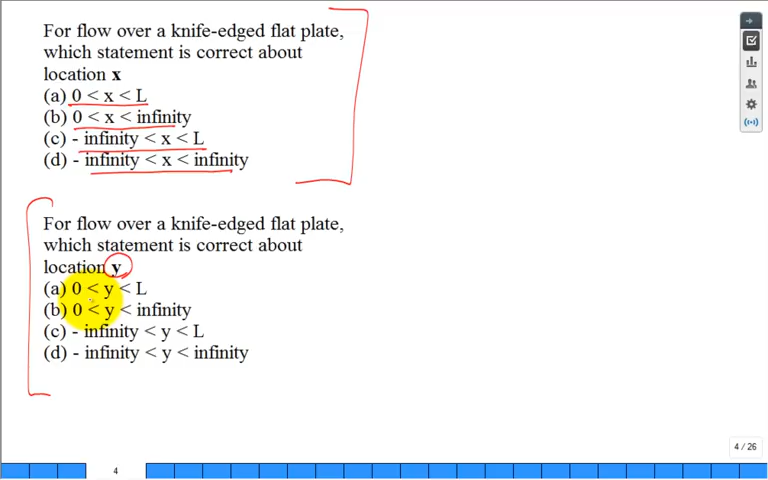 For flow over a knife-edged flat plate,
which statement is correct about
location x
(a) 0 < x < L
(b) 0 < x < infinity
(c) - infinity < x < L
(d) - infinity < x < infinity
For flow over a knife-edged flat plate,
which statement is correct about
location y
(a) 0 < y < L
(b) 0 < y < infinity
(c) - infinity < y < L
(d) - infinity < y < infinity
4 / 26
4